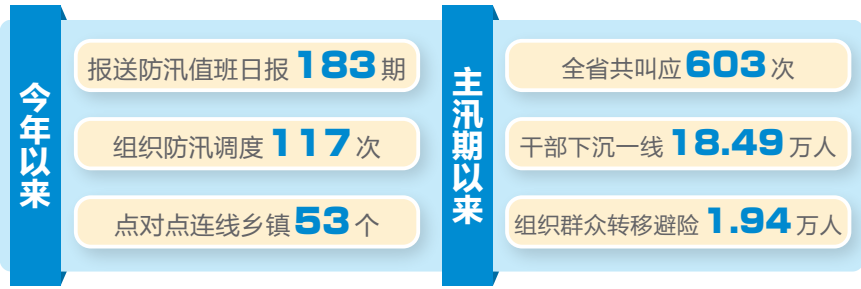 今年以来
报送防汛值班日报183期
组织防汛调度117次
点对点连线乡镇53个
主汛期以来
全省共叫应603次
干部下沉一线18.49万人
组织群众转移避险1.94万人